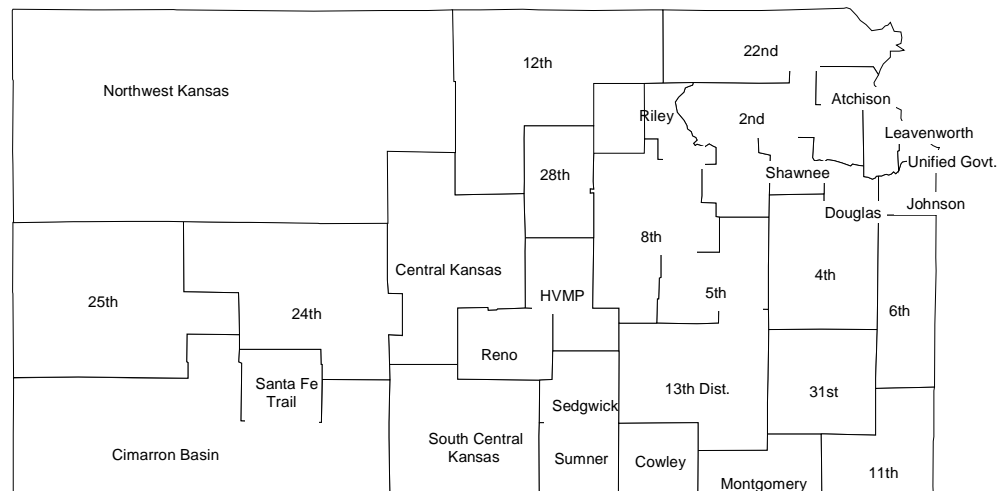 22nd
12th
Northwest Kansas
Atchison
Riley
2nd
Leavenworth
Unified Govt.
28th
Shawnee
Johnson
Douglas
8th
Central Kansas
4th
25th
HVMP
5th
24th
6th
Reno
Santa Fe
Trail
13th Dist.
31st
Sedgwick
South Central
Kansas
Cimarron Basin
Sumner
Cowley
11th
Montgomery